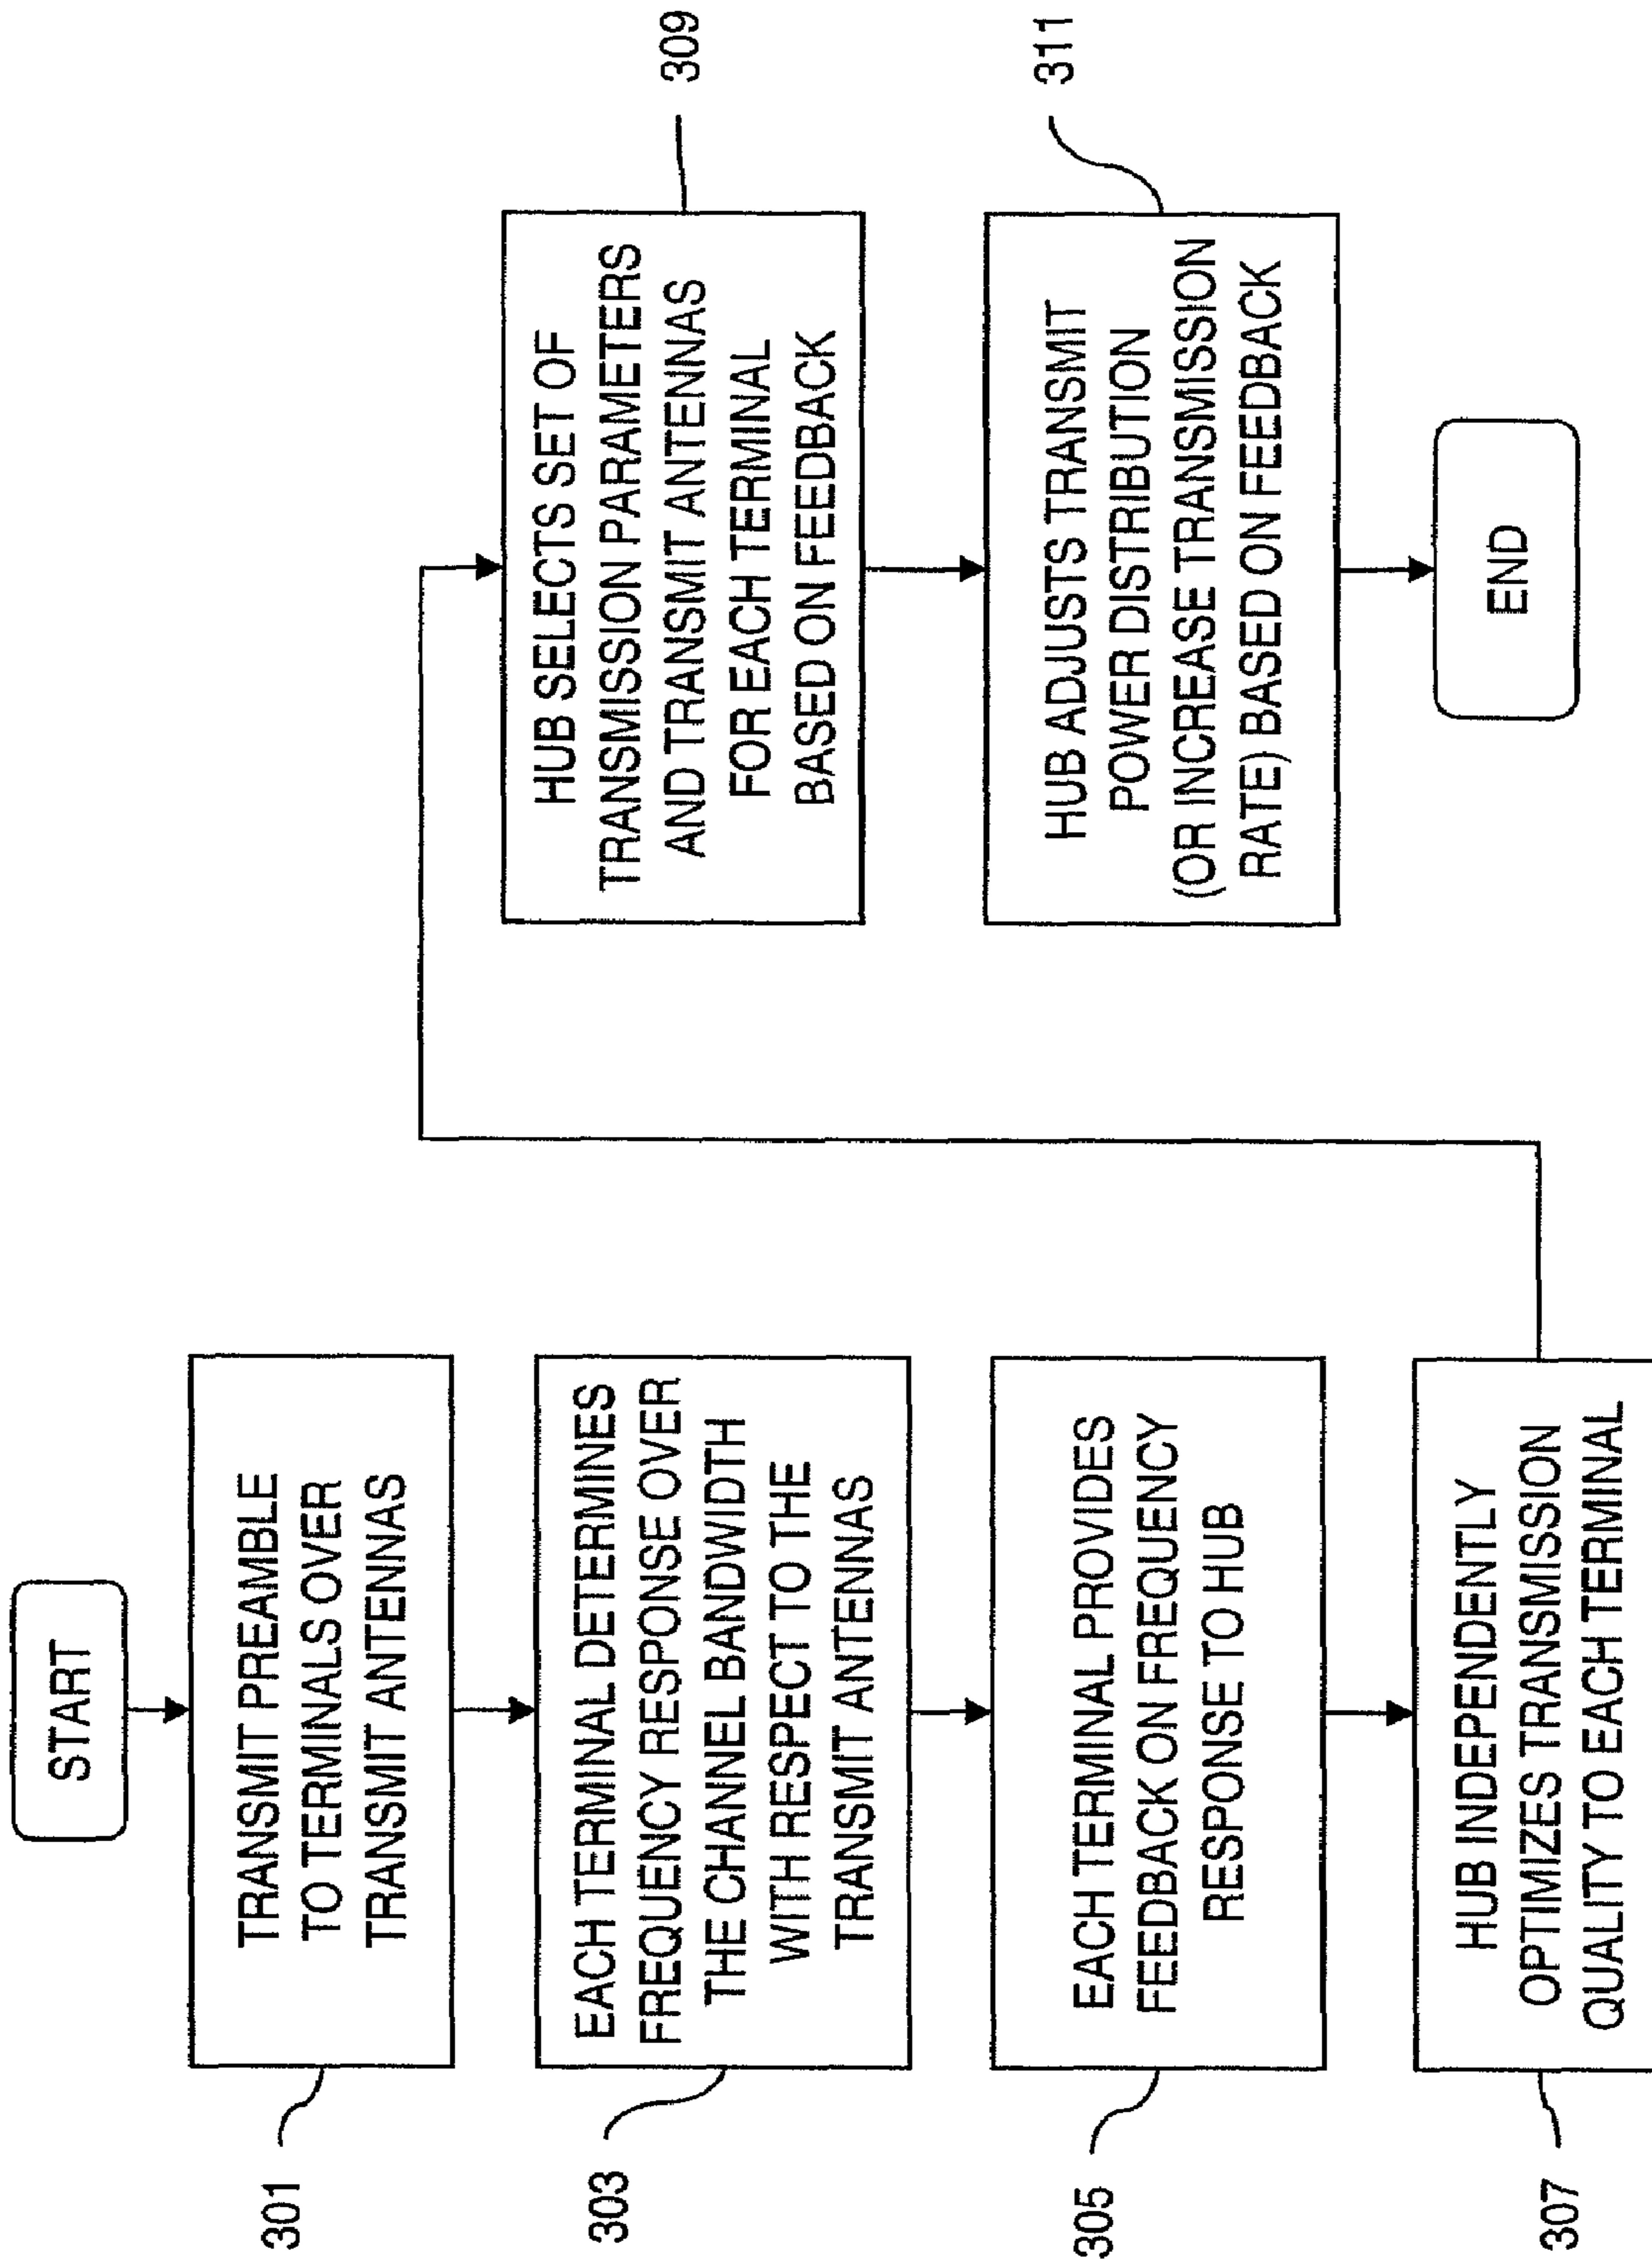 START
TRANSMIT PREAMBLE
TO TERMINALS OVER
TRANSMIT ANTENNAS
301
EACH TERMINAL DETERMINES
FREQUENCY RESPONSE OVER
THE CHANNEL BANDWIDTH
WITH RESPECT TO THE
TRANSMIT ANTENNAS
303
EACH TERMINAL PROVIDES
FEEDBACK ON FREQUENCY
RESPONSE TO HUB
305
HUB INDEPENDENTLY
OPTIMIZES TRANSMISSION
QUALITY TO EACH TERMINAL
307
HUB SELECTS SET OF
TRANSMISSION PARAMETERS
AND TRANSMIT ANTENNAS
FOR EACH TERMINAL
BASED ON FEEDBACK
309
HUB ADJUSTS TRANSMIT
POWER DISTRIBUTION
(OR INCREASE TRANSMISSION
RATE) BASED ON FEEDBACK
311
END